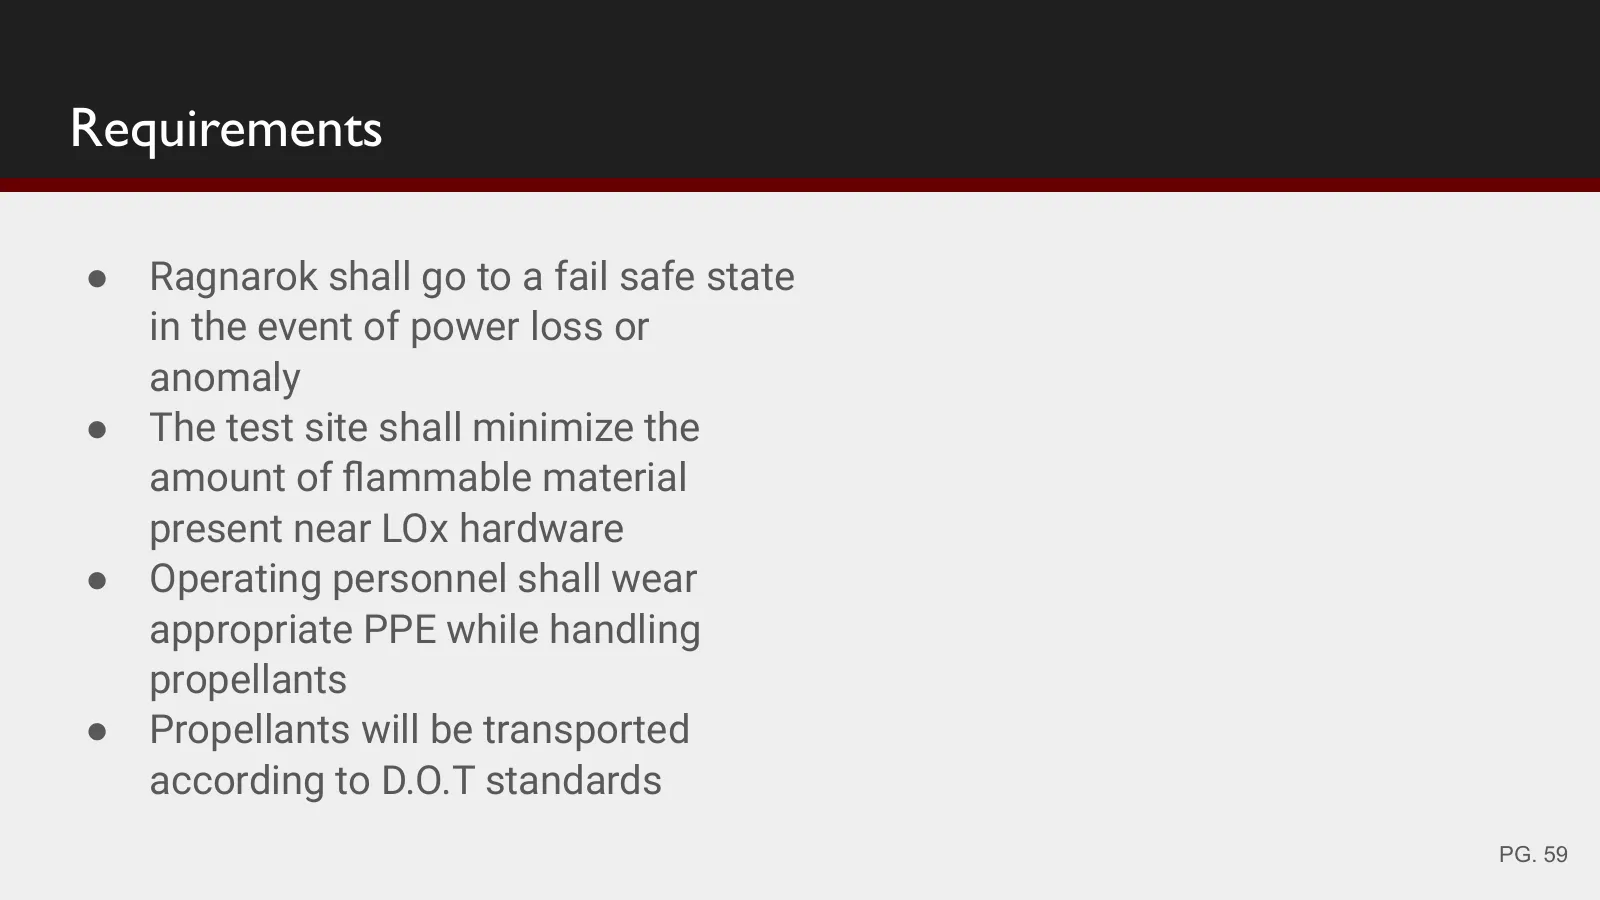 Requirements
● Ragnarok shall go to a fail safe state
in the event of power loss or
anomaly
● The test site shall minimize the
amount of flammable material
present near LOx hardware
● Operating personnel shall wear
appropriate PPE while handling
propellants
● Propellants will be transported
according to D.O.T standards
PG. 59